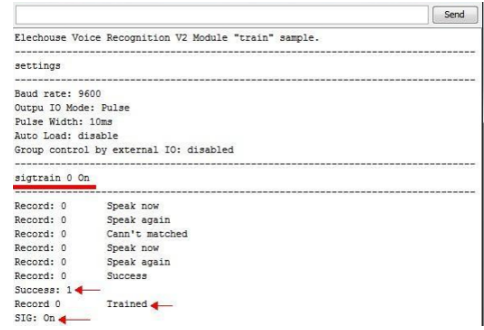 Send
Elechouse Voice Recognition V2 Module "train" sample.
--------------------------------------------------------------------------------
settings
--------------------------------------------------------------------------------
Baud rate: 9600
Outpu IO Mode: Pulse
Pulse Width: 10ms
Auto Load: disable
Group control by external IO: disabled
--------------------------------------------------------------------------------
sigtrain 0 On
--------------------------------------------------------------------------------
Record: 0 Speak now
Record: 0 Speak again
Record: 0 Cann't matched
Record: 0 Speak now
Record: 0 Speak again
Record: 0 Success
Success: 1
Record 0 Trained
SIG: On